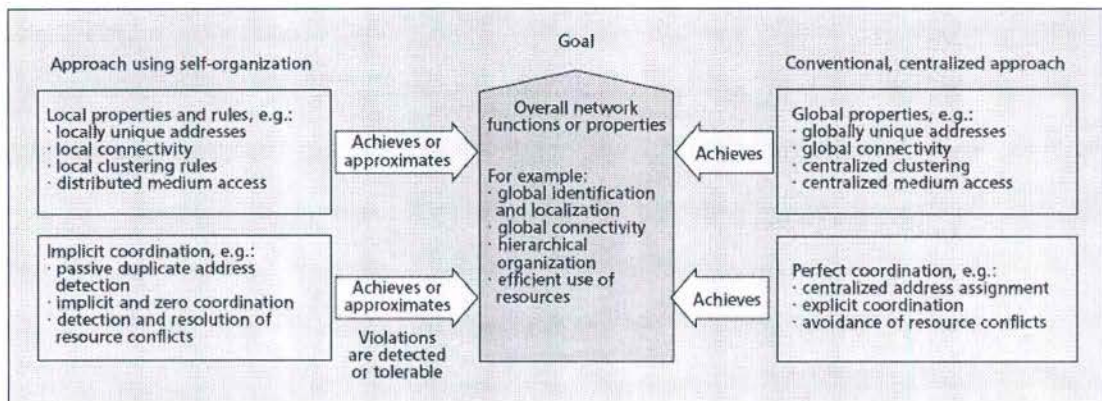 Goal
Approach using self-organization
Conventional, centralized approach
Local properties and rules, e.g.:
· locally unique addresses
· local connectivity
· local clustering rules
· distributed medium access
Achieves or
approximates
Overall network
functions or properties
For example:
· global identification
and localization
· global connectivity
· hierarchical
organization
· efficient use of
resources
Achieves
Global properties, e.g.:
· globally unique addresses
· global connectivity
· centralized clustering
· centralized medium access
Implicit coordination, e.g.:
· passive duplicate address
detection
· implicit and zero coordination
· detection and resolution of
resource conflicts
Achieves or
approximates
Violations
are detected
or tolerable
Achieves
Perfect coordination, e.g.:
· centralized address assignment
· explicit coordination
· avoidance of resource conflicts